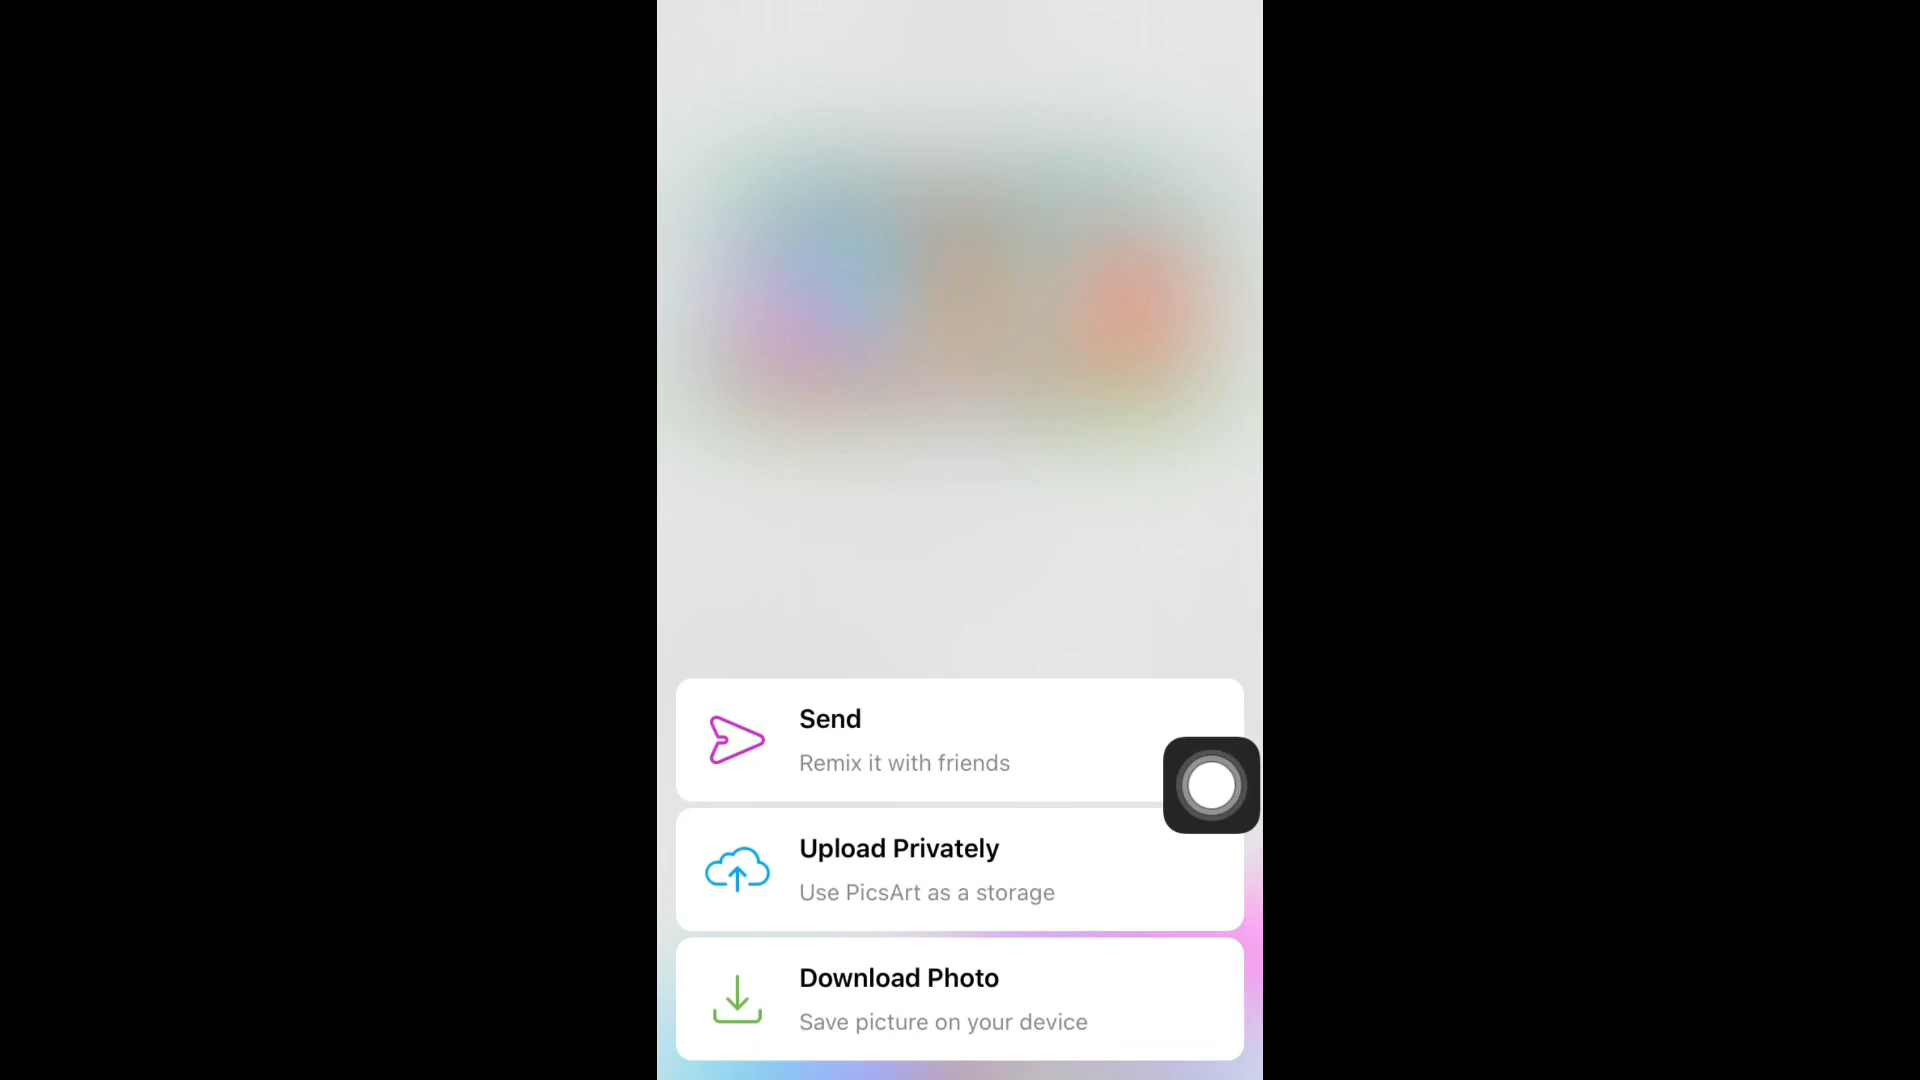 Send
Remix it with friends
Upload Privately
Use PicsArt as a storage
Download Photo
Save picture on your device